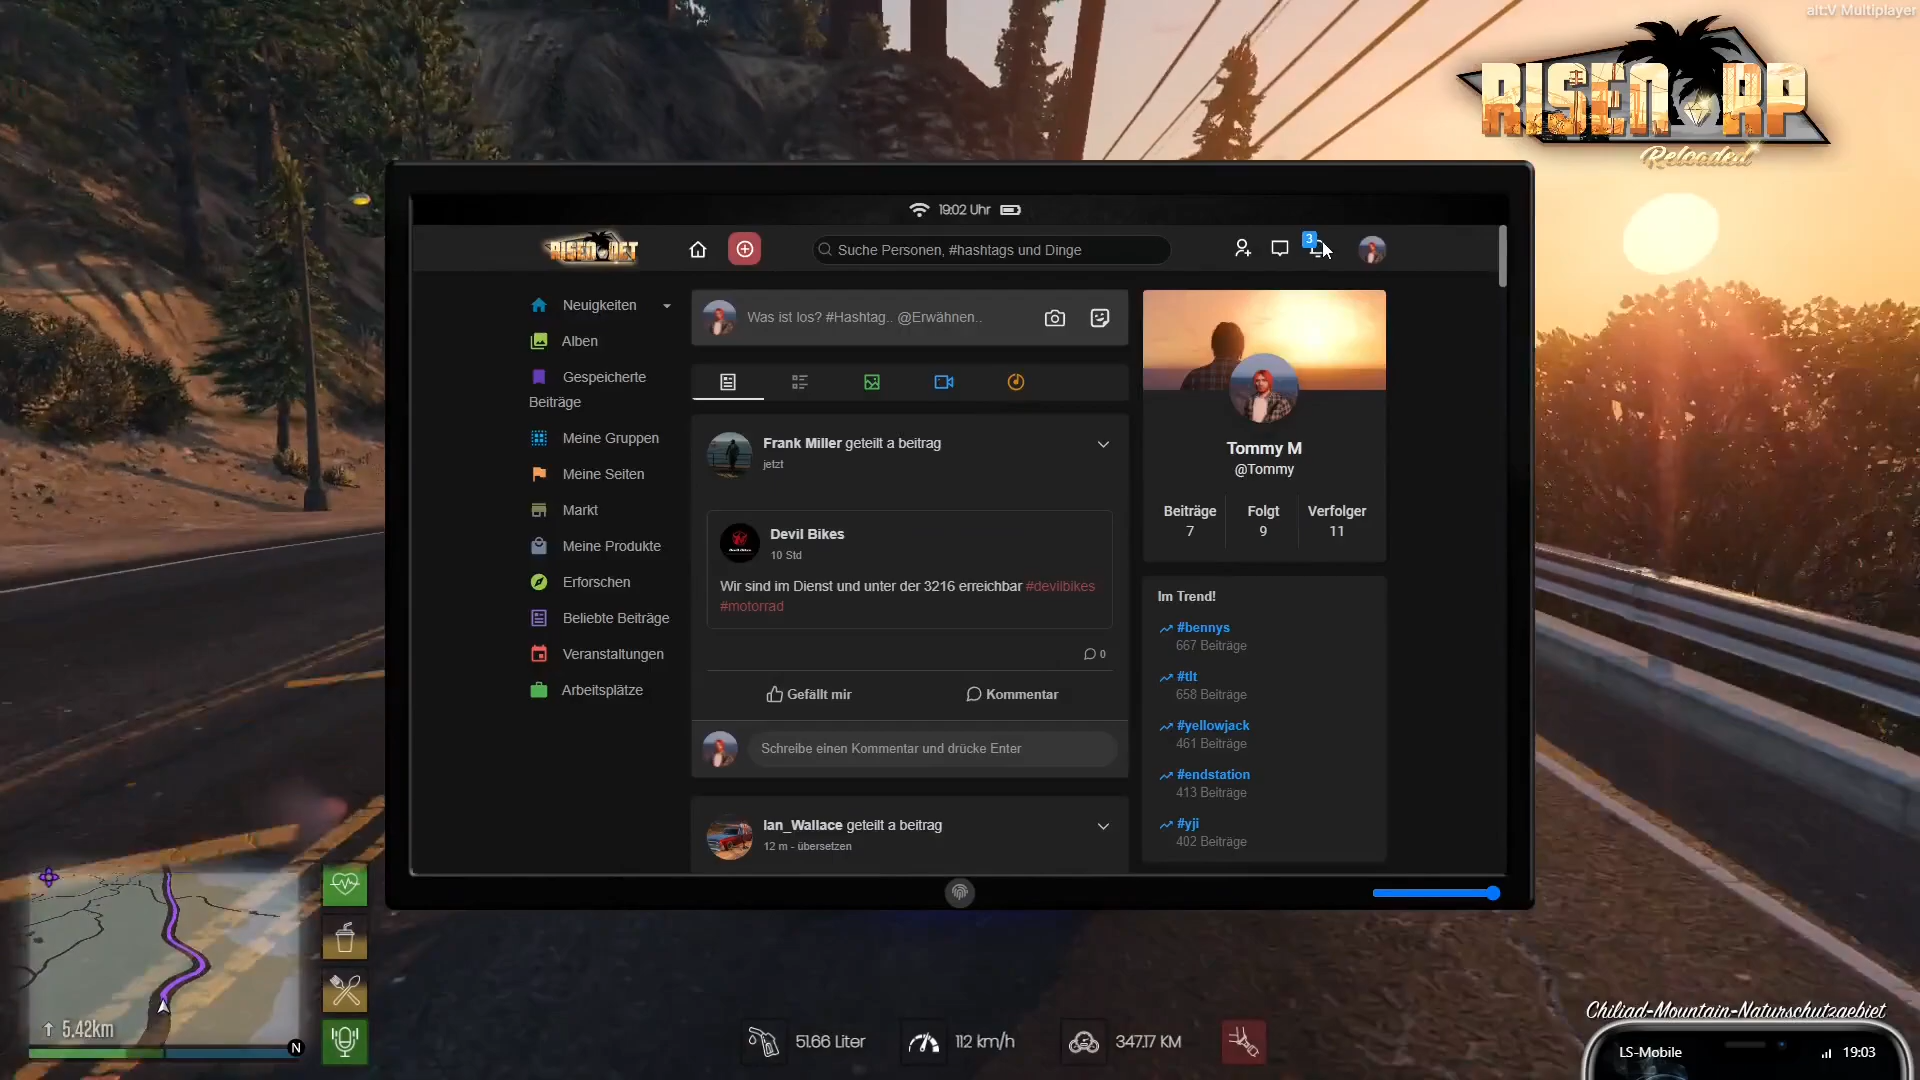 alt:V Multiplayer
RISEN RP
Reloaded
19:02 Uhr
RISEN NET
Suche Personen, #hashtags und Dinge
3
Neuigkeiten
Alben
Gespeicherte
Beiträge
Meine Gruppen
Meine Seiten
Markt
Meine Produkte
Erforschen
Beliebte Beiträge
Veranstaltungen
Arbeitsplätze
Was ist los? #Hashtag.. @Erwähnen..
Frank Miller geteilt a beitrag
jetzt
Devil Bikes
10 Std
Wir sind im Dienst und unter der 3216 erreichbar #devilbikes
#motorrad
0
Gefällt mir
Kommentar
Schreibe einen Kommentar und drücke Enter
Ian_Wallace geteilt a beitrag
12 m - übersetzen
Tommy M
@Tommy
Beiträge Folgt Verfolger
7 9 11
Im Trend!
#bennys
667 Beiträge
#tlt
658 Beiträge
#yellowjack
461 Beiträge
#endstation
413 Beiträge
#yji
402 Beiträge
5.42km
N
51.66 Liter
112 km/h
347.17 KM
Chiliad-Mountain-Naturschutzgebiet
LS-Mobile
19:03